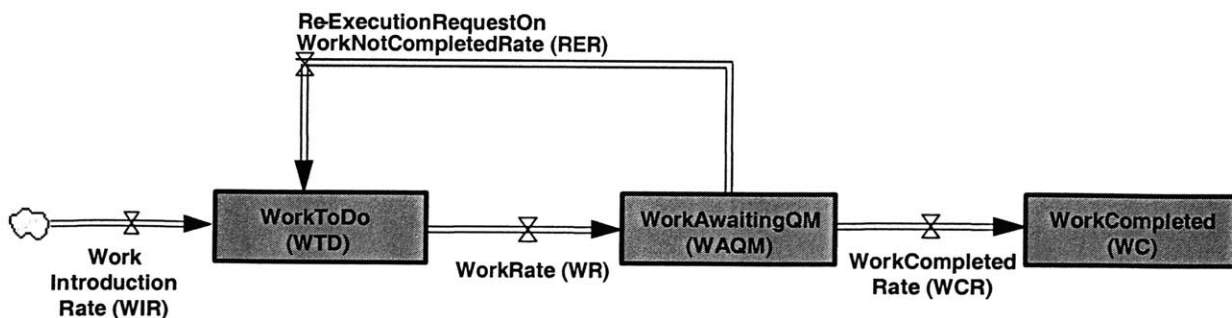 Re-ExecutionRequestOn
WorkNotCompletedRate (RER)
WorkToDo
(WTD)
WorkAwaitingQM
(WAQM)
WorkCompleted
(WC)
Work
Introduction
Rate (WIR)
WorkRate (WR)
WorkCompleted
Rate (WCR)